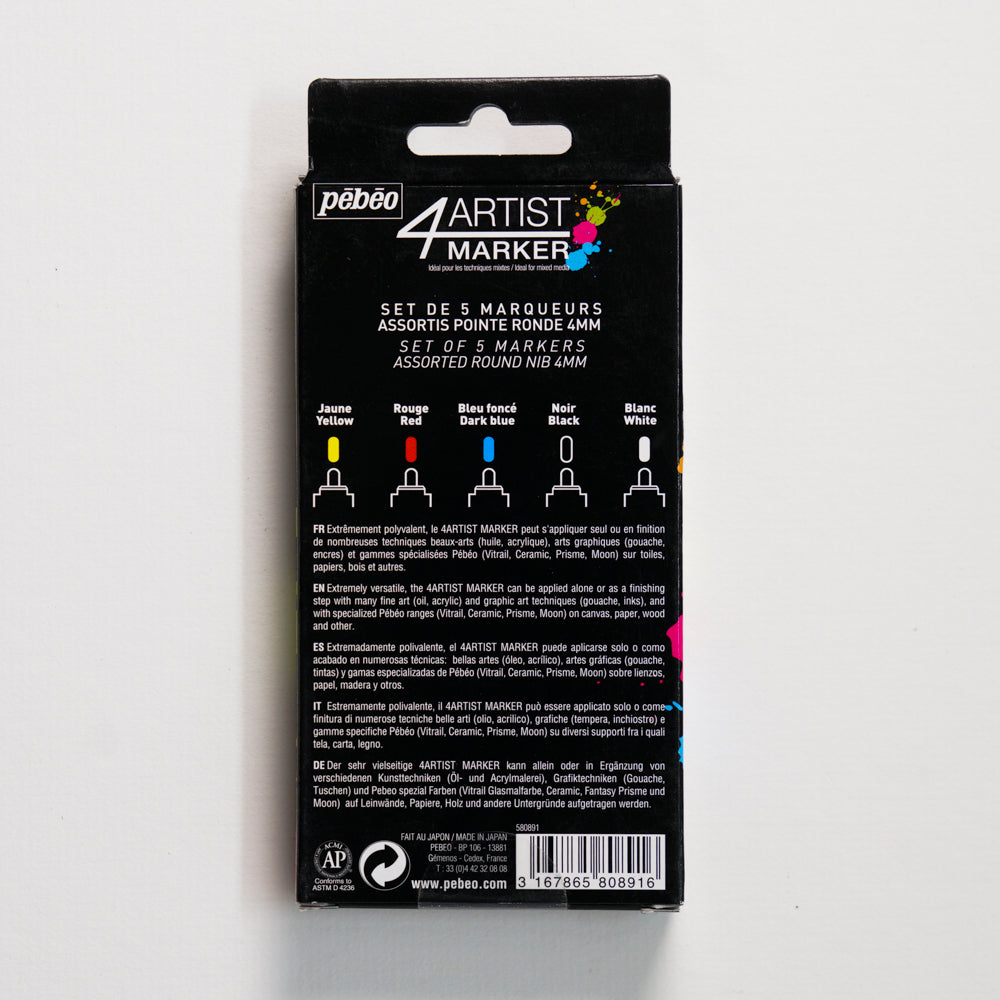 pēbēo
4ARTIST
MARKER
Idéal pour les techniques mixtes / Ideal for mixed media
SET DE 5 MARQUEURS
ASSORTIS POINTE RONDE 4MM
SET OF 5 MARKERS
ASSORTED ROUND NIB 4MM
Jaune Rouge Bleu foncé Noir Blanc
Yellow Red Dark blue Black White
FR Extrêmement polyvalent, le 4ARTIST MARKER peut s'appliquer seul ou en finition
de nombreuses techniques beaux-arts (huile, acrylique), arts graphiques (gouache,
encres) et gammes spécialisées Pébéo (Vitrail, Ceramic, Prisme, Moon) sur toiles,
papiers, bois et autres.
EN Extremely versatile, the 4ARTIST MARKER can be applied alone or as a finishing
step with many fine art (oil, acrylic) and graphic art techniques (gouache, inks), and
with specialized Pébéo ranges (Vitrail, Ceramic, Prisme, Moon) on canvas, paper, wood
and other.
ES Extremadamente polivalente, el 4ARTIST MARKER puede aplicarse solo o como
acabado en numerosas técnicas: bellas artes (óleo, acrílico), artes gráficas (gouache,
tintas) y gamas especializadas de Pébéo (Vitrail, Ceramic, Prisme, Moon) sobre lienzos,
papel, madera y otros.
IT Estremamente polivalente, il 4ARTIST MARKER può essere applicato solo o come
finitura di numerose tecniche belle arti (olio, acrilico), grafiche (tempera, inchiostro) e
gamme specifiche Pébéo (Vitrail, Ceramic, Prisme, Moon) su diversi supporti fra i quali
tela, carta, legno.
DE Der sehr vielseitige 4ARTIST MARKER kann allein oder in Ergänzung von
verschiedenen Kunsttechniken (Öl- und Acrylmalerei), Grafiktechniken (Gouache,
Tuschen) und Pebeo spezial Farben (Vitrail Glasmalfarbe, Ceramic, Fantasy Prisme und
Moon) auf Leinwände, Papiere, Holz und andere Untergründe aufgetragen werden.
ACMI
AP
Conforms to
ASTM D 4236
FAIT AU JAPON / MADE IN JAPAN
PEBEO - BP 106 - 13881
Gémenos - Cedex, France
T : 33 (0)4 42 32 08 08
www.pebeo.com
580891
3 167865 808916